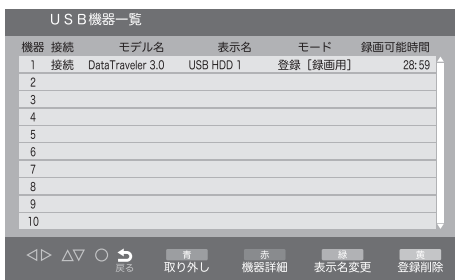 USB機器一覧
機器 接続 モデル名 表示名 モード 録画可能時間
1 接続 DataTraveler 3.0 USB HDD 1 登録［録画用］ 28:59
2
3
4
5
6
7
8
9
10
戻る
青 赤 緑 黄
取り外し 機器詳細 表示名変更 登録削除